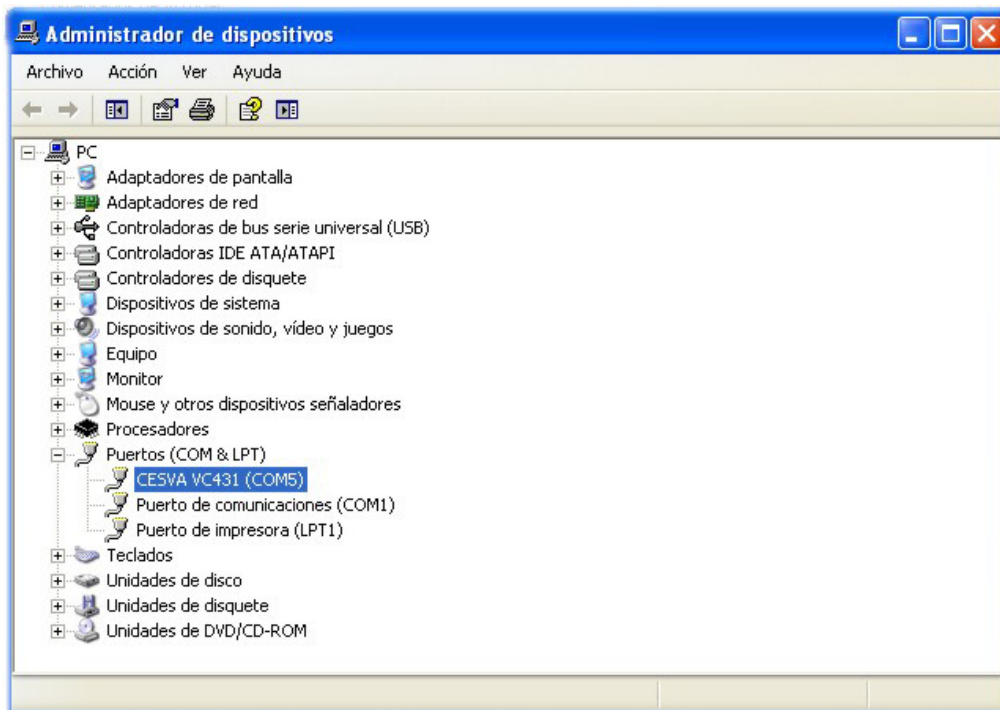 Administrador de dispositivos
Archivo Acción Ver Ayuda
PC
Adaptadores de pantalla
Adaptadores de red
Controladoras de bus serie universal (USB)
Controladoras IDE ATA/ATAPI
Controladores de disquete
Dispositivos de sistema
Dispositivos de sonido, vídeo y juegos
Equipo
Monitor
Mouse y otros dispositivos señaladores
Procesadores
Puertos (COM & LPT)
CESVA VC431 (COM5)
Puerto de comunicaciones (COM1)
Puerto de impresora (LPT1)
Teclados
Unidades de disco
Unidades de disquete
Unidades de DVD/CD-ROM